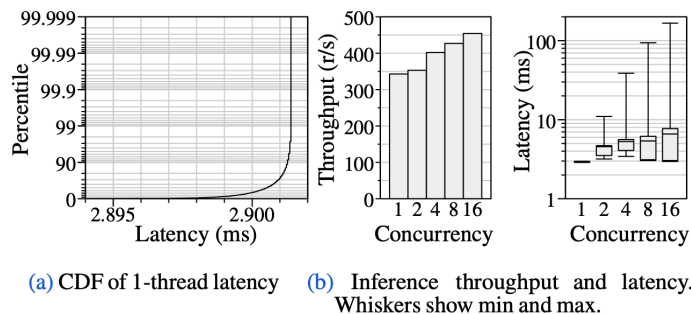 99.999
99.99
99.9
99
90
0
Percentile
2.895 2.900
Latency (ms)
500
400
300
200
100
0
Throughput (r/s)
1 2 4 8 16
Concurrency
100
10
1
Latency (ms)
1 2 4 8 16
Concurrency
(a) CDF of 1-thread latency
(b) Inference throughput and latency.
Whiskers show min and max.